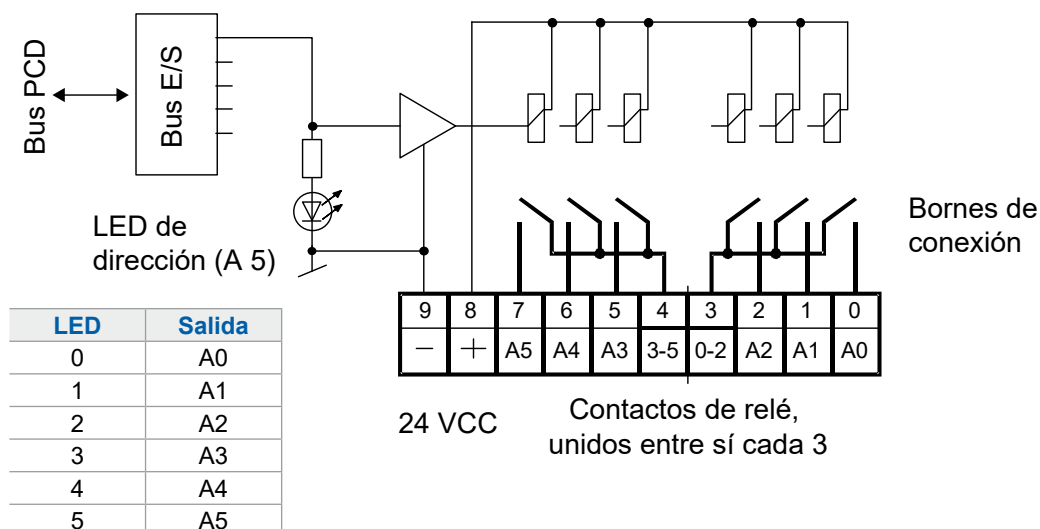 Bus PCD
Bus E/S
LED de
dirección (A 5)
Bornes de
conexión
9 8 7 6 5 4 3 2 1 0
− + A5 A4 A3 3-5 0-2 A2 A1 A0
24 VCC
Contactos de relé,
unidos entre sí cada 3
LED Salida
0 A0
1 A1
2 A2
3 A3
4 A4
5 A5